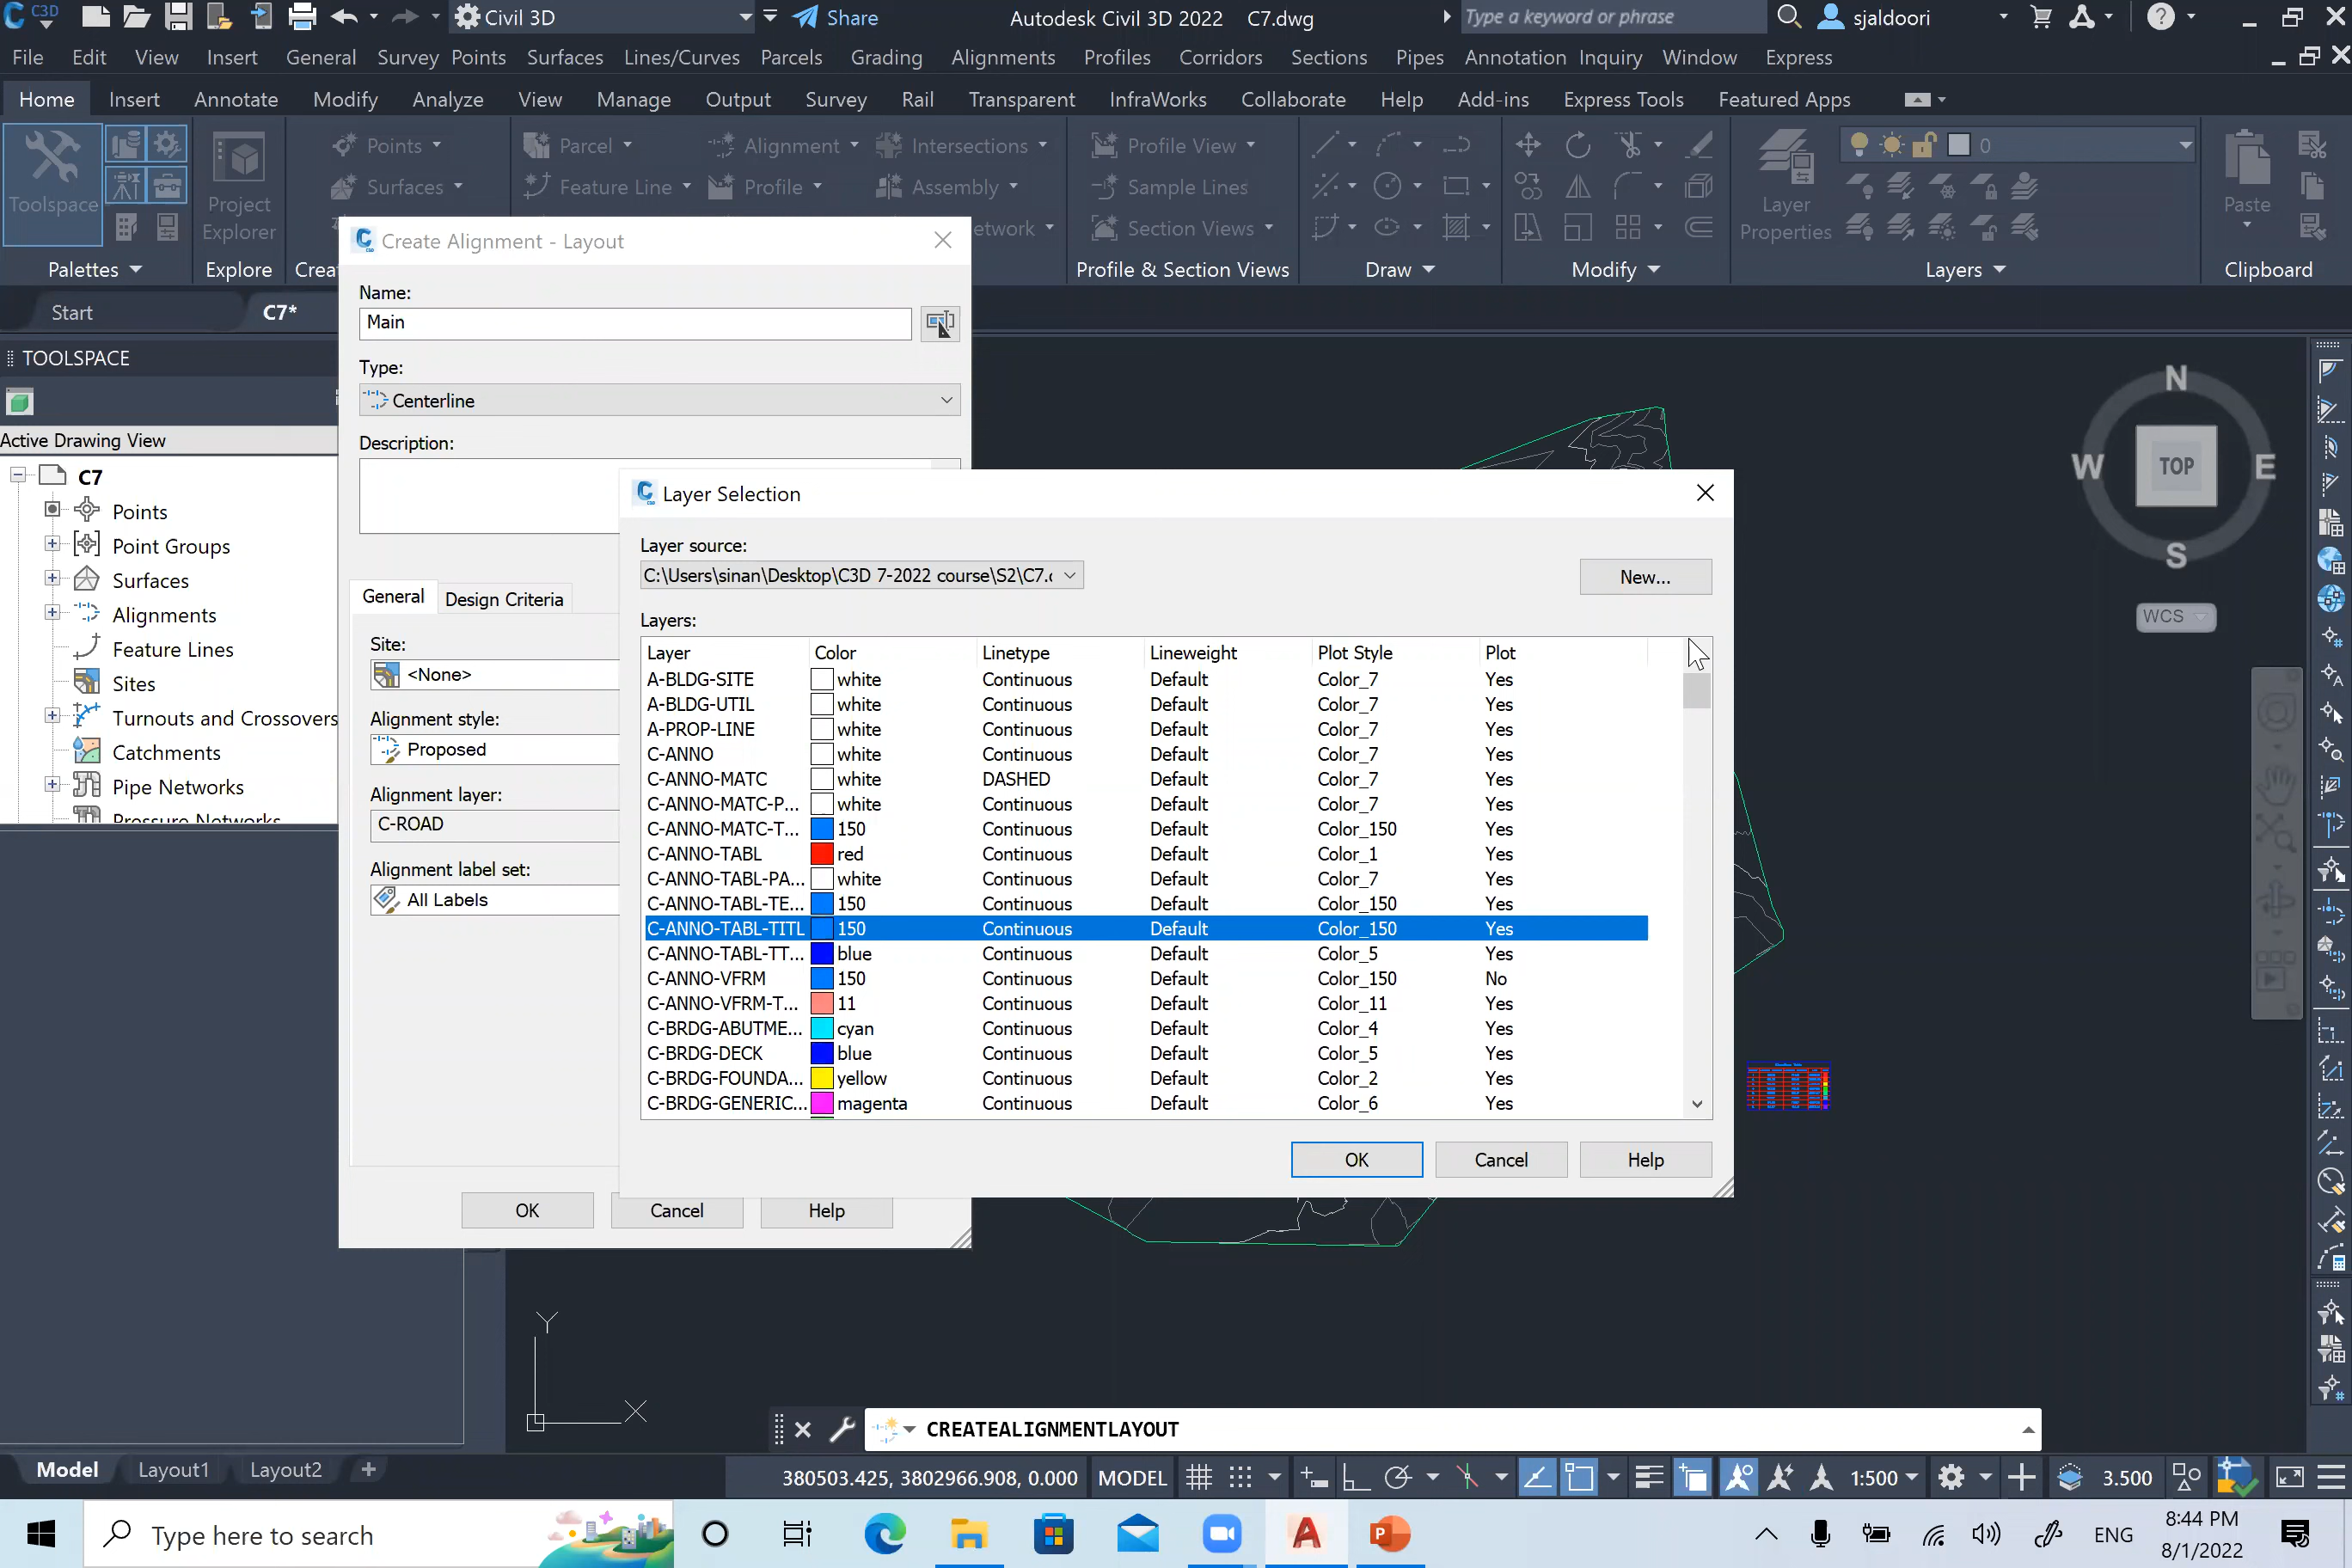 C3D Civil 3D Share Autodesk Civil 3D 2022 C7.dwg Type a keyword or phrase sjaldoori
File Edit View Insert General Survey Points Surfaces Lines/Curves Parcels Grading Alignments Profiles Corridors Sections Pipes Annotation Inquiry Window Express
Home Insert Annotate Modify Analyze View Manage Output Survey Rail Transparent InfraWorks Collaborate Help Add-ins Express Tools Featured Apps
Points Parcel Alignment Intersections Profile View 0
Surfaces Feature Line Profile Assembly Sample Lines
Toolspace Project Explorer etwork Section Views Layer Properties Paste
Palettes Explore Crea Profile & Section Views Draw Modify Layers Clipboard
Start C7*
Create Alignment - Layout
Name:
Main
Type:
Centerline
Description:
General Design Criteria
Site:
<None>
Alignment style:
Proposed
Alignment layer:
C-ROAD
Alignment label set:
All Labels
OK Cancel Help
TOOLSPACE
Active Drawing View
C7
Points
Point Groups
Surfaces
Alignments
Feature Lines
Sites
Turnouts and Crossovers
Catchments
Pipe Networks
Pressure Networks
Layer Selection
Layer source:
C:\Users\sinan\Desktop\C3D 7-2022 course\S2\C7.
New...
Layers:
Layer Color Linetype Lineweight Plot Style Plot
A-BLDG-SITE white Continuous Default Color_7 Yes
A-BLDG-UTIL white Continuous Default Color_7 Yes
A-PROP-LINE white Continuous Default Color_7 Yes
C-ANNO white Continuous Default Color_7 Yes
C-ANNO-MATC white DASHED Default Color_7 Yes
C-ANNO-MATC-P... white Continuous Default Color_7 Yes
C-ANNO-MATC-T... 150 Continuous Default Color_150 Yes
C-ANNO-TABL red Continuous Default Color_1 Yes
C-ANNO-TABL-PA... white Continuous Default Color_7 Yes
C-ANNO-TABL-TE... 150 Continuous Default Color_150 Yes
C-ANNO-TABL-TITL 150 Continuous Default Color_150 Yes
C-ANNO-TABL-TT... blue Continuous Default Color_5 Yes
C-ANNO-VFRM 150 Continuous Default Color_150 No
C-ANNO-VFRM-T... 11 Continuous Default Color_11 Yes
C-BRDG-ABUTME... cyan Continuous Default Color_4 Yes
C-BRDG-DECK blue Continuous Default Color_5 Yes
C-BRDG-FOUNDA... yellow Continuous Default Color_2 Yes
C-BRDG-GENERIC... magenta Continuous Default Color_6 Yes
OK Cancel Help
N
W TOP E
S
WCS
Y
X
CREATEALIGNMENTLAYOUT
Model Layout1 Layout2 + 380503.425, 3802966.908, 0.000 MODEL 1:500 3.500
Type here to search ENG 8:44 PM
8/1/2022